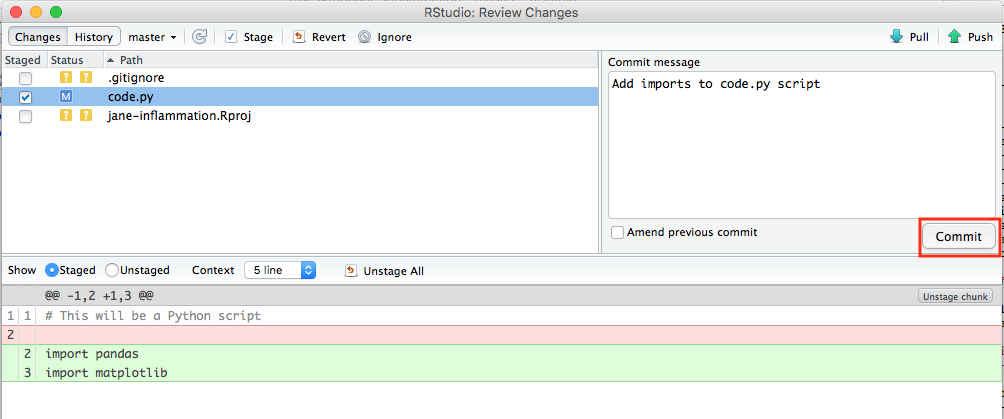 RStudio: Review Changes
Changes History master Stage Revert Ignore Pull Push
Staged Status Path
? ? .gitignore
M code.py
? ? jane-inflammation.Rproj
Commit message
Add imports to code.py script
Amend previous commit
Commit
Show Staged Unstaged Context 5 line Unstage All
@@ -1,2 +1,3 @@ Unstage chunk
1 1 # This will be a Python script
2
2 import pandas
3 import matplotlib